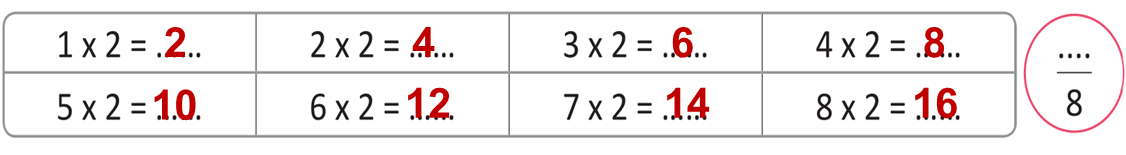 1 x 2 = 2 2 x 2 = 4 3 x 2 = 6 4 x 2 = 8
5 x 2 = 10 6 x 2 = 12 7 x 2 = 14 8 x 2 = 16
....
8